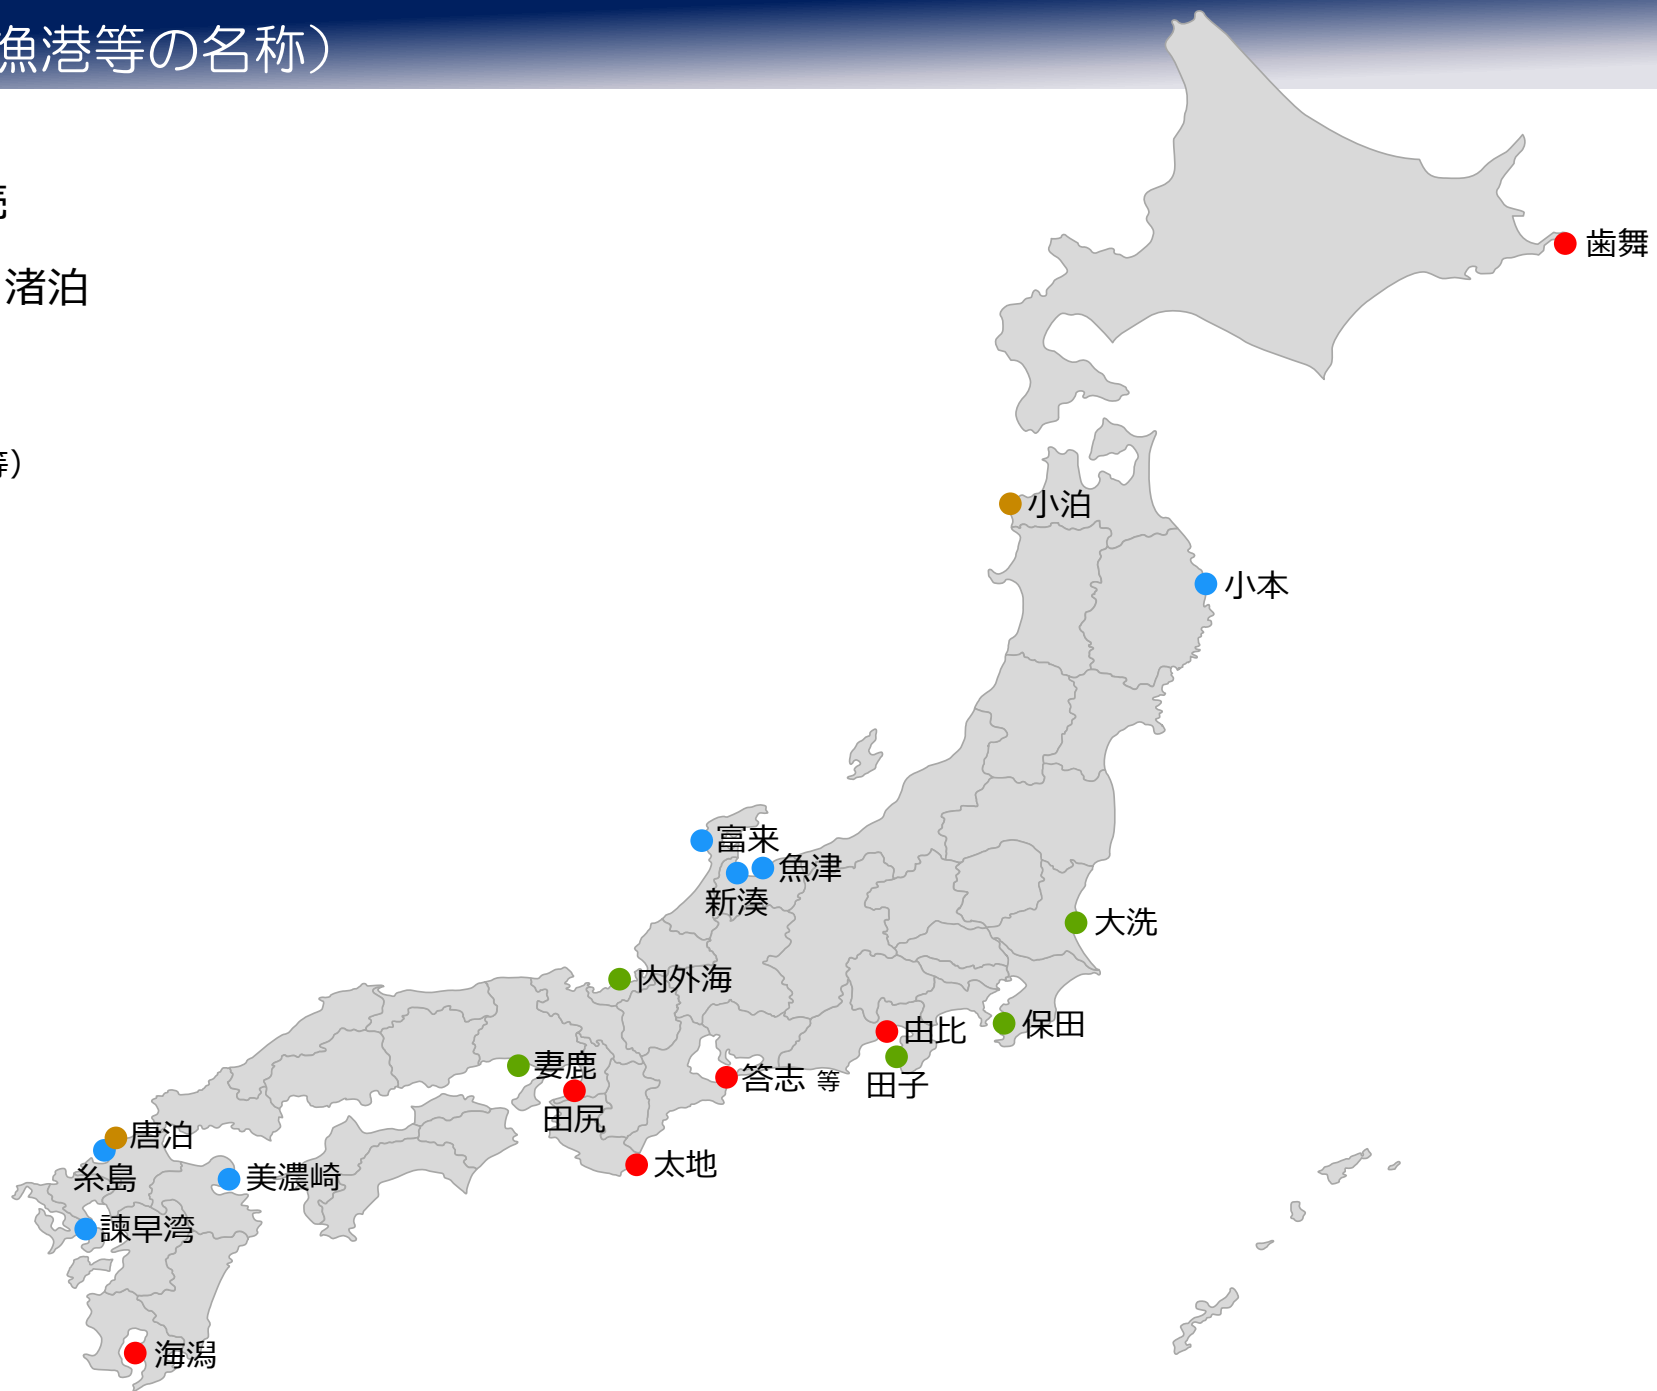 漁港等の名称）
売
渚泊
等）
歯舞
小泊
小本
富来
魚津
新湊
大洗
内外海
保田
由比
妻鹿
答志 等
田子
田尻
唐泊
太地
糸島
美濃崎
諫早湾
海潟